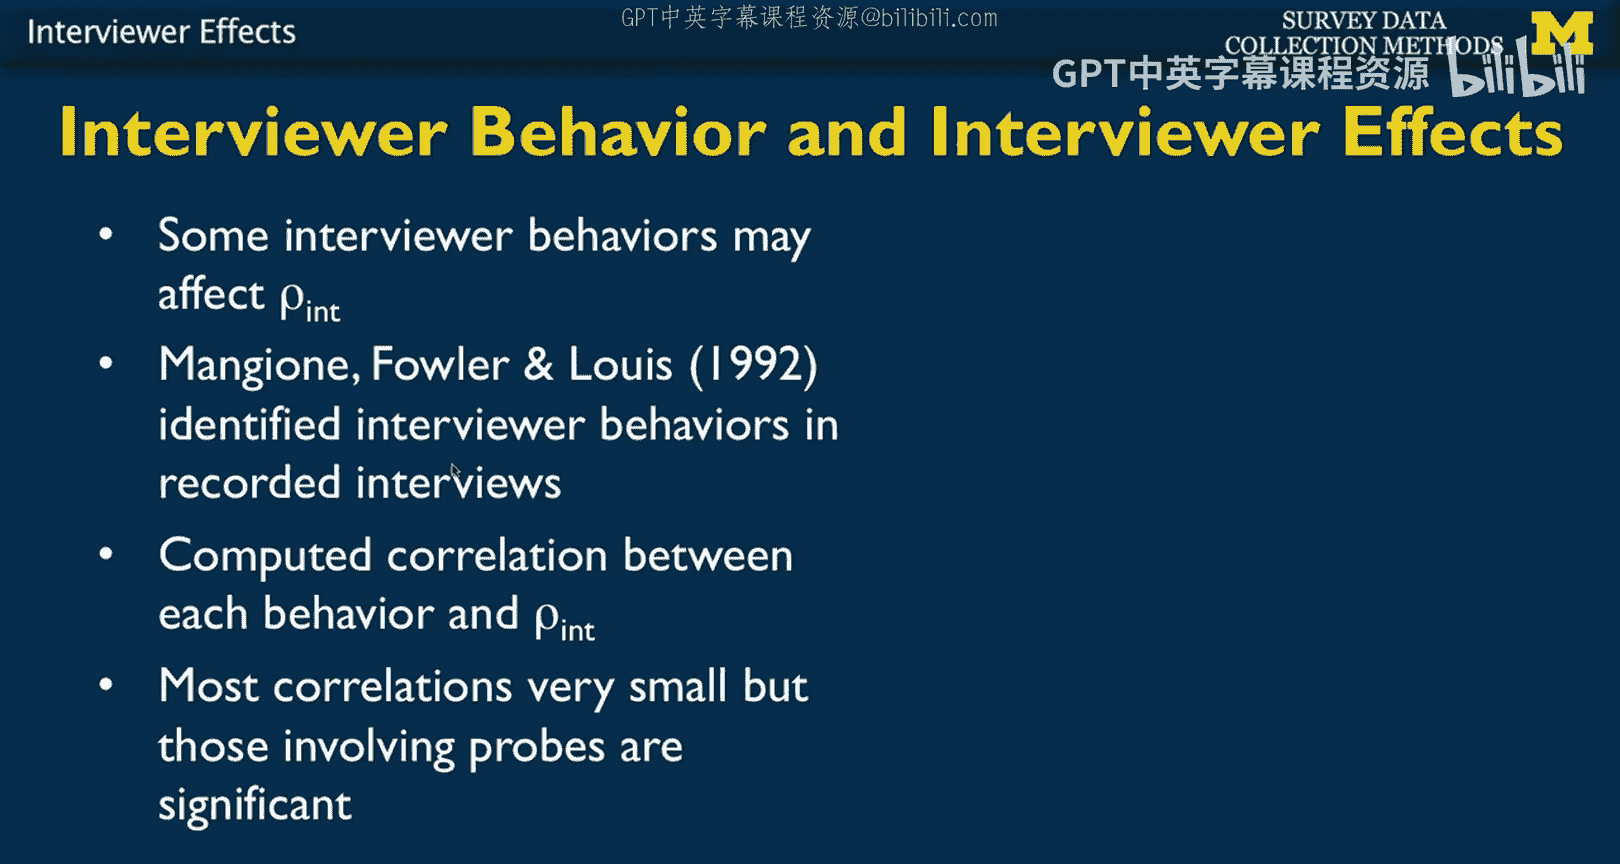 Interviewer Effects
GPT中英字幕课程资源@bilibili.com
SURVEY DATA
COLLECTION METHODS
M
GPT中英字幕课程资源 bilibili
Interviewer Behavior and Interviewer Effects
• Some interviewer behaviors may
affect ρint
• Mangione, Fowler & Louis (1992)
identified interviewer behaviors in
recorded interviews
• Computed correlation between
each behavior and ρint
• Most correlations very small but
those involving probes are
significant